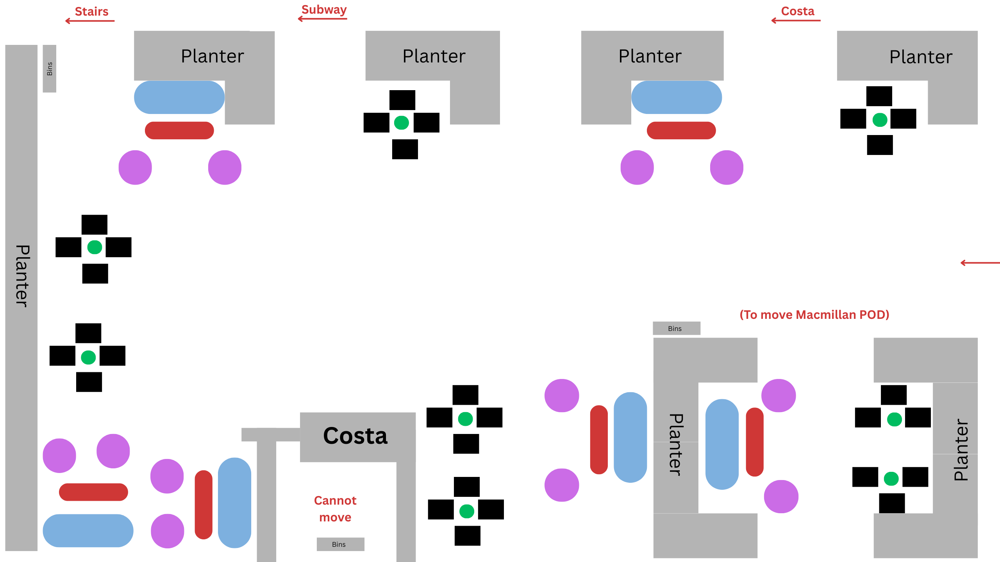 Stairs
Subway
Costa
Planter
Planter
Planter
Planter
Bins
Planter
(To move Macmillan POD)
Bins
Costa
Planter
Planter
Cannot
move
Bins